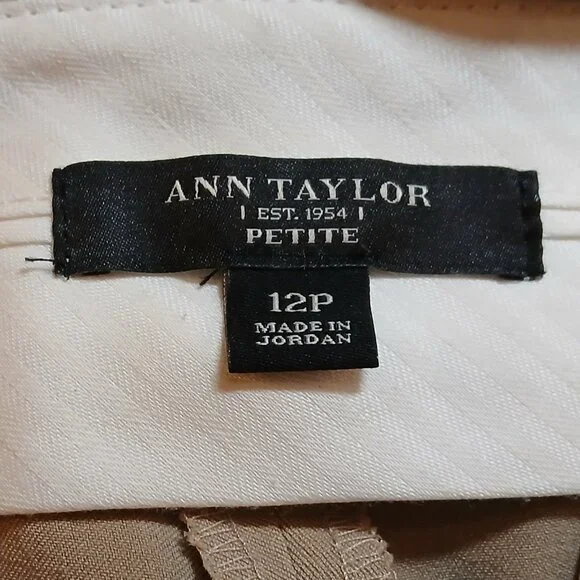 ANN TAYLOR
| EST. 1954 |
PETITE
12P
MADE IN
JORDAN